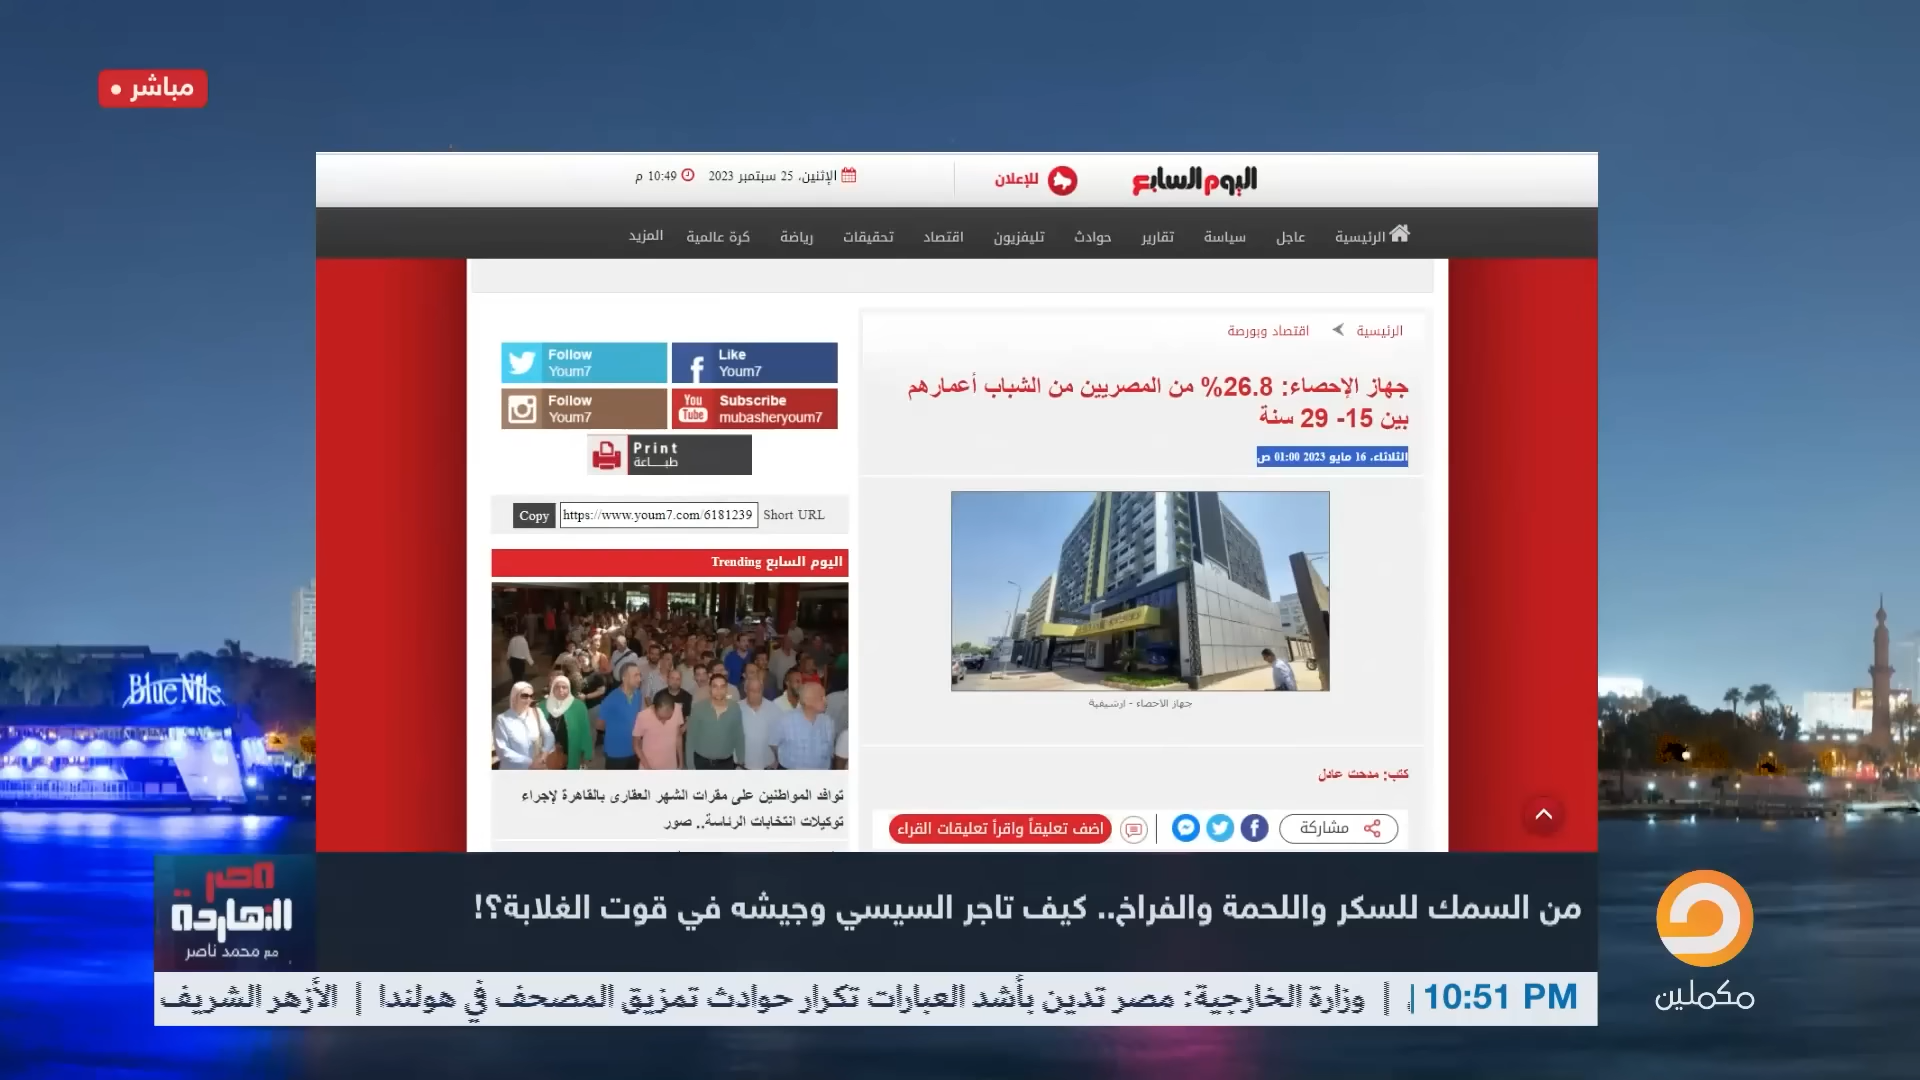 مباشر
اليوم السابع
للإعلان
الإثنين، 25 سبتمبر 2023
10:49 م
الرئيسية
عاجل
سياسة
تقارير
حوادث
تليفزيون
اقتصاد
تحقيقات
رياضة
كرة عالمية
المزيد
الرئيسية
اقتصاد وبورصة
جهاز الإحصاء: 26.8% من المصريين من الشباب أعمارهم
بين 15- 29 سنة
الثلاثاء، 16 مايو 2023 01:00 ص
جهاز الاحصاء - ارشيفية
كتب: مدحت عادل
مشاركة
اضف تعليقاً واقرأ تعليقات القراء
Follow
Youm7
Like
Youm7
Follow
Youm7
You Tube
Subscribe
mubasheryoum7
Print
طبـــاعة
Copy
https://www.youm7.com/6181239
Short URL
اليوم السابع Trending
توافد المواطنين على مقرات الشهر العقارى بالقاهرة لإجراء
توكيلات انتخابات الرئاسة.. صور
Blue Nile
مصر
النهاردة
مع محمد ناصر
من السمك للسكر واللحمة والفراخ.. كيف تاجر السيسي وجيشه في قوت الغلابة؟!
10:51 PM
وزارة الخارجية: مصر تدين بأشد العبارات تكرار حوادث تمزيق المصحف في هولندا | الأزهر الشريف
مكملين